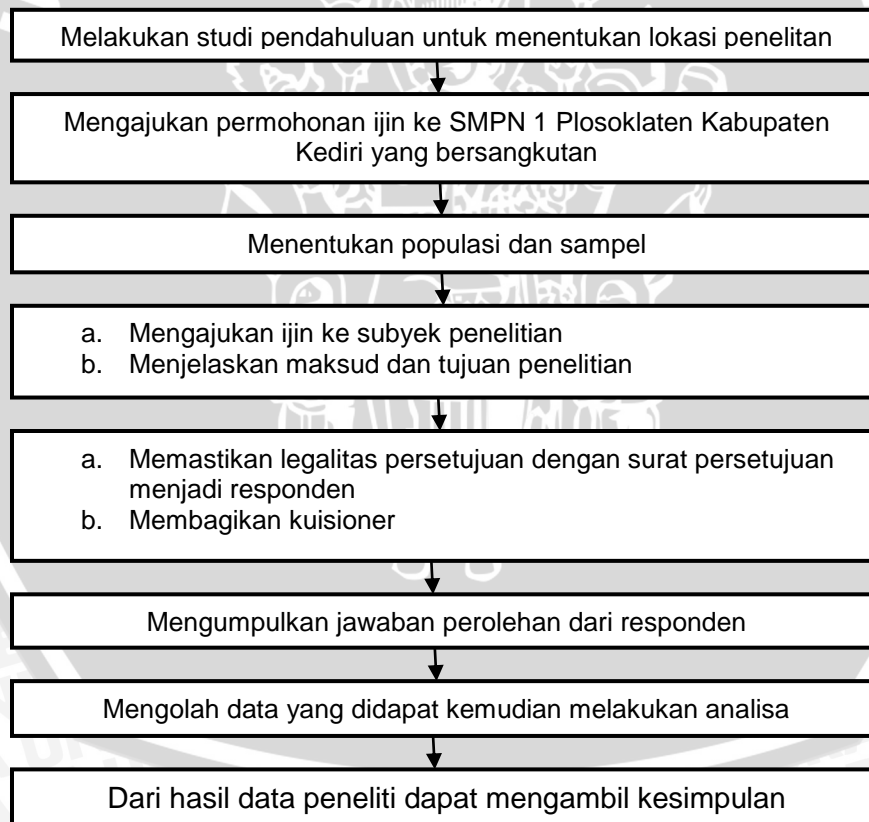 Melakukan studi pendahuluan untuk menentukan lokasi penelitan
Mengajukan permohonan ijin ke SMPN 1 Plosoklaten Kabupaten
Kediri yang bersangkutan
Menentukan populasi dan sampel
a. Mengajukan ijin ke subyek penelitian
b. Menjelaskan maksud dan tujuan penelitian
a. Memastikan legalitas persetujuan dengan surat persetujuan
menjadi responden
b. Membagikan kuisioner
Mengumpulkan jawaban perolehan dari responden
Mengolah data yang didapat kemudian melakukan analisa
Dari hasil data peneliti dapat mengambil kesimpulan